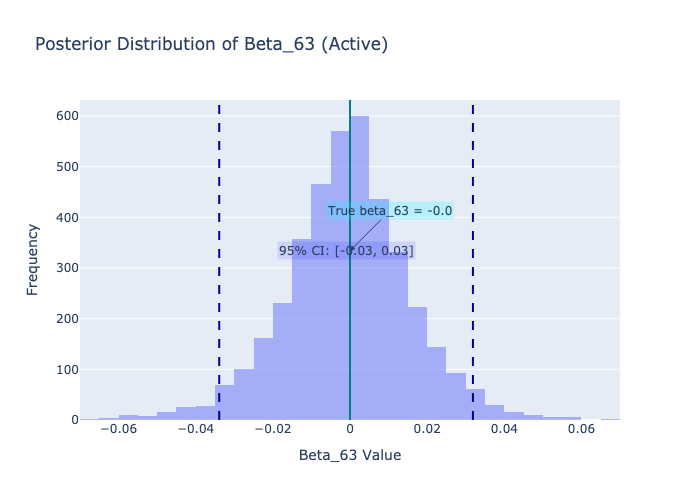 Posterior Distribution of Beta_63 (Active)
600
500
400
300
200
100
0
Frequency
True beta_63 = -0.0
95% CI: [-0.03, 0.03]
−0.06
−0.04
−0.02
0
0.02
0.04
0.06
Beta_63 Value